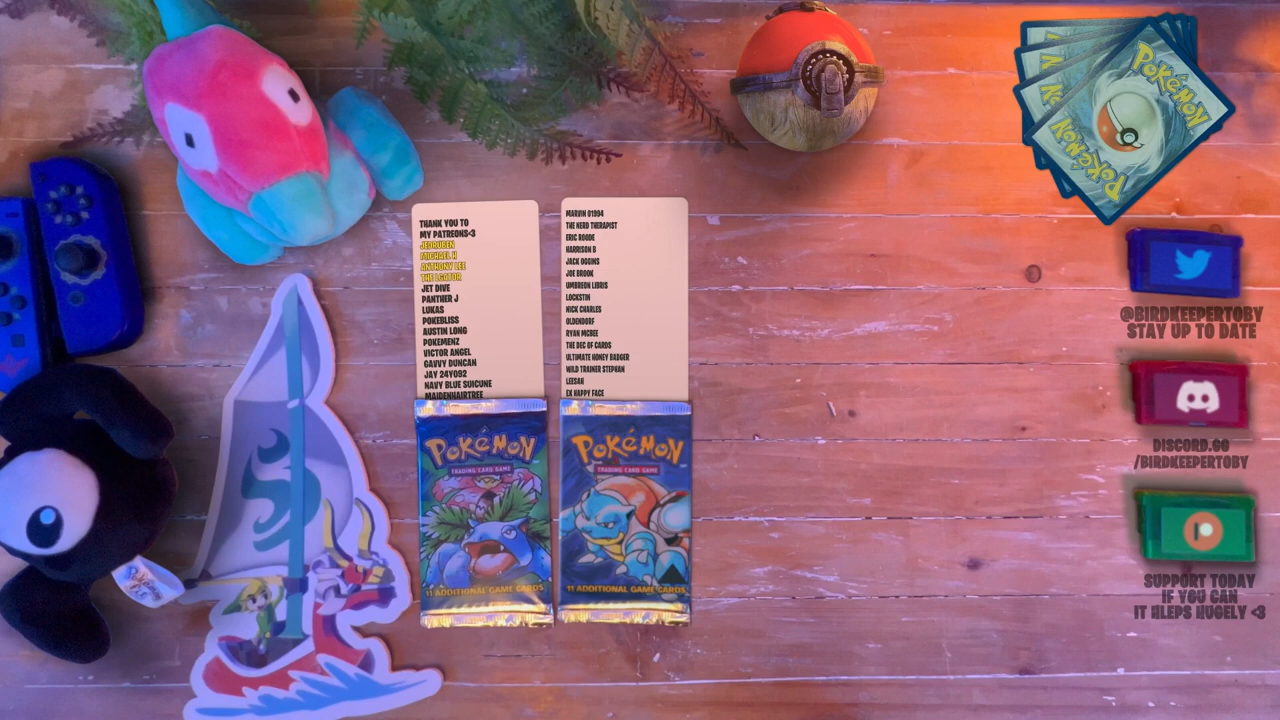 THANK YOU TO
MY PATREONS<3
JEDRUBEN
MICHAEL H
ANTHONY LEE
THE LGATOR
JET DIVE
PANTHER J
LUKAS
POKEBLISS
AUSTIN LONG
POKEMENZ
VICTOR ANGEL
GAVVY DUNCAN
JAY 24Y092
NAVY BLUE SUICUNE
MAIDENHAIRTREE
MARVIN 01994
THE NERD THERAPIST
ERIC ROODE
HARRISON B
JACK OGGINS
JOE BROOK
UMBREON LIBRIS
LOCKSTIN
NICK CHARLES
OLDENDORF
RYAN MCBEE
THE DEC OF CARDS
ULTIMATE HONEY BADGER
WILD TRAINER STEPHAN
LEESAH
EX HAPPY FACE
POKéMON
TRADING CARD GAME
11 ADDITIONAL GAME CARDS
POKéMON
TRADING CARD GAME
11 ADDITIONAL GAME CARDS
POKéMON
POKéMON
@BIRDKEEPERTOBY
STAY UP TO DATE
DISCORD.GG
/BIRDKEEPERTOBY
SUPPORT TODAY
IF YOU CAN
IT HLEPS HUGELY <3